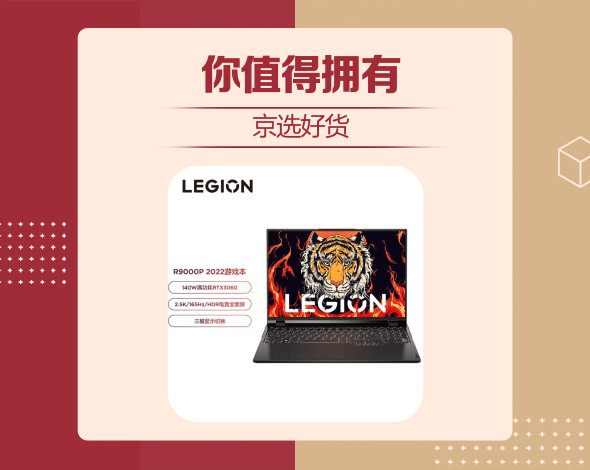 你值得拥有
京选好货
LEGION
R9000P 2022游戏本
140W满功耗RTX3060
2.5K/165Hz/HDR电竞全面屏
三模显示切换
LEGION